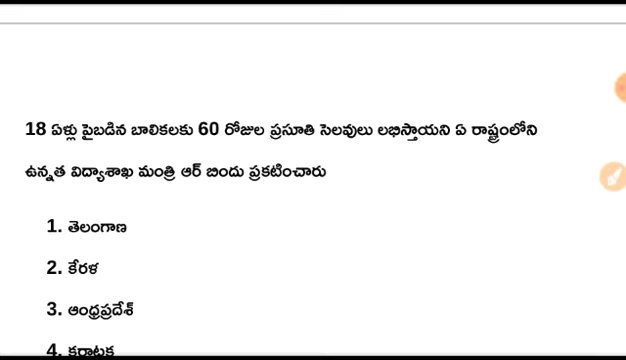 18 ఏళ్లు పైబడిన బాలికలకు 60 రోజుల ప్రసూతి సెలవులు లభిస్తాయని ఏ రాష్ట్రంలోని
ఉన్నత విద్యాశాఖ మంత్రి ఆర్ బిందు ప్రకటించారు
1. తెలంగాణ
2. కేరళ
3. ఆంధ్రప్రదేశ్
4. కర్ణాటక